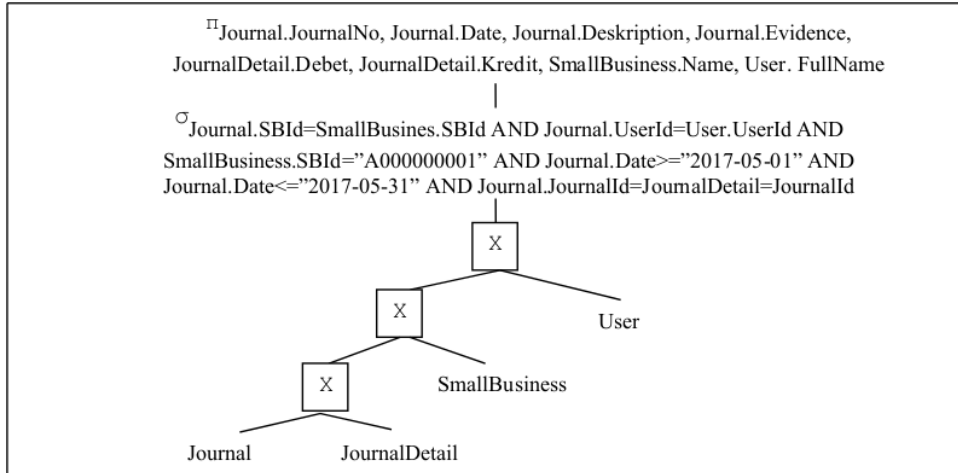 πJournal.JournalNo, Journal.Date, Journal.Deskription, Journal.Evidence,
JournalDetail.Debet, JournalDetail.Kredit, SmallBusiness.Name, User. FullName
σJournal.SBId=SmallBusines.SBId AND Journal.UserId=User.UserId AND
SmallBusiness.SBId=”A000000001” AND Journal.Date>=”2017-05-01” AND
Journal.Date<=”2017-05-31” AND Journal.JournalId=JournalDetail=JournalId
X
X
User
X
SmallBusiness
Journal JournalDetail